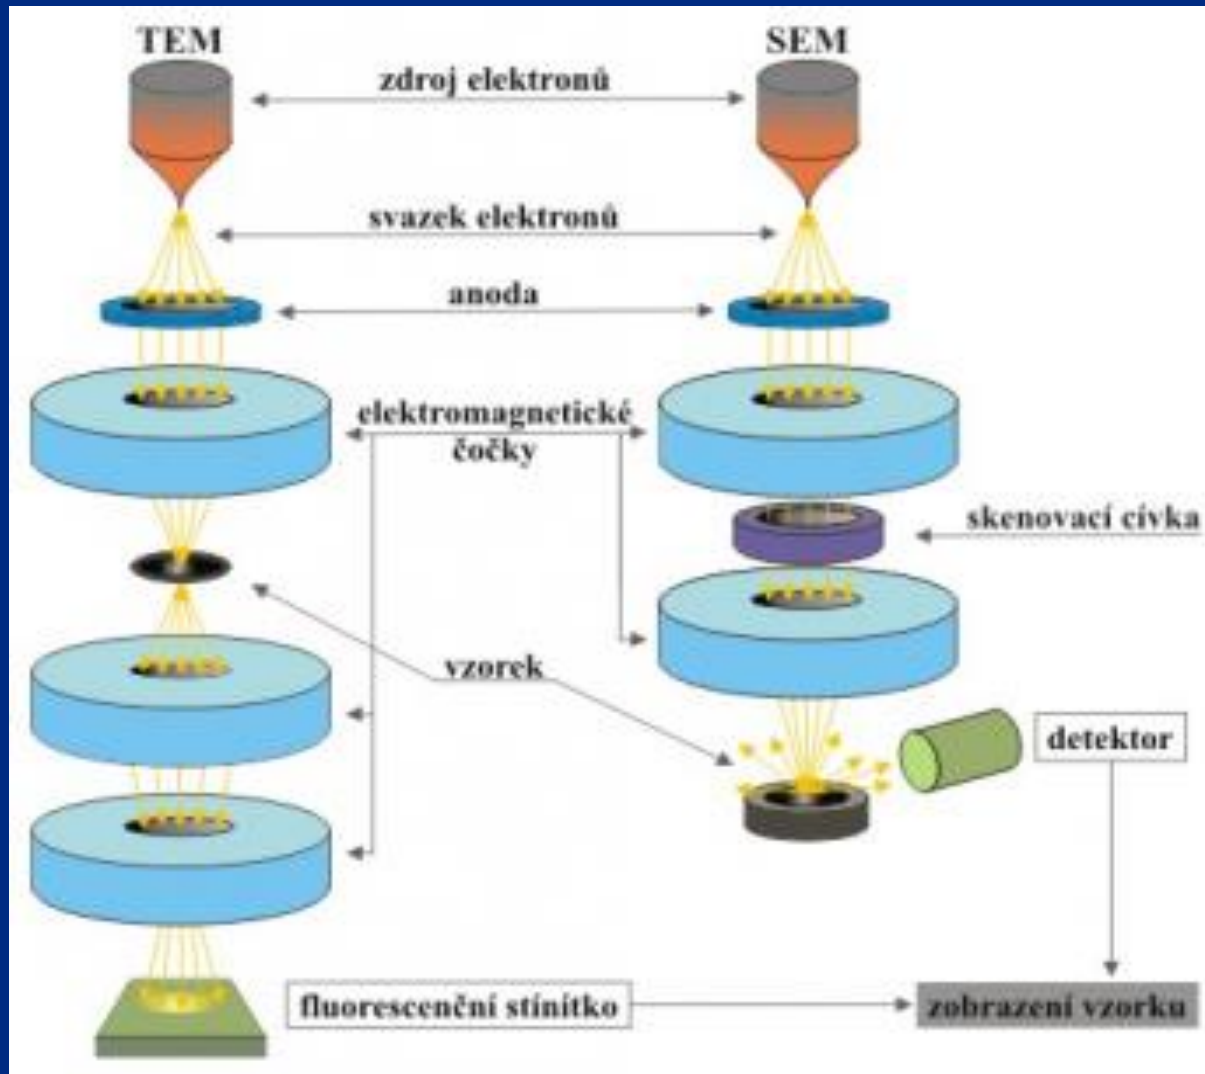 TEM
SEM
zdroj elektronů
svazek elektronů
anoda
elektromagnetické
čočky
skenovací cívka
vzorek
detektor
fluorescenční stínítko
zobrazení vzorku